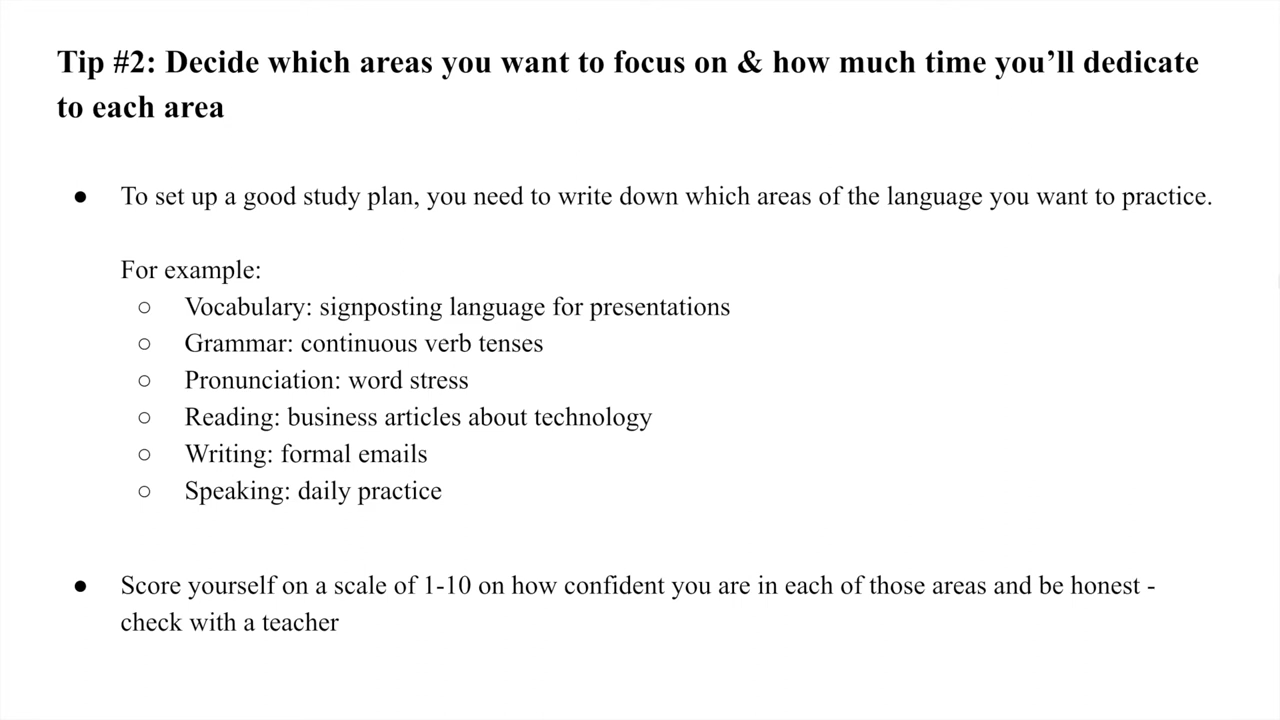 Tip #2: Decide which areas you want to focus on & how much time you’ll dedicate
to each area
● To set up a good study plan, you need to write down which areas of the language you want to practice.
For example:
○ Vocabulary: signposting language for presentations
○ Grammar: continuous verb tenses
○ Pronunciation: word stress
○ Reading: business articles about technology
○ Writing: formal emails
○ Speaking: daily practice
● Score yourself on a scale of 1-10 on how confident you are in each of those areas and be honest -
check with a teacher